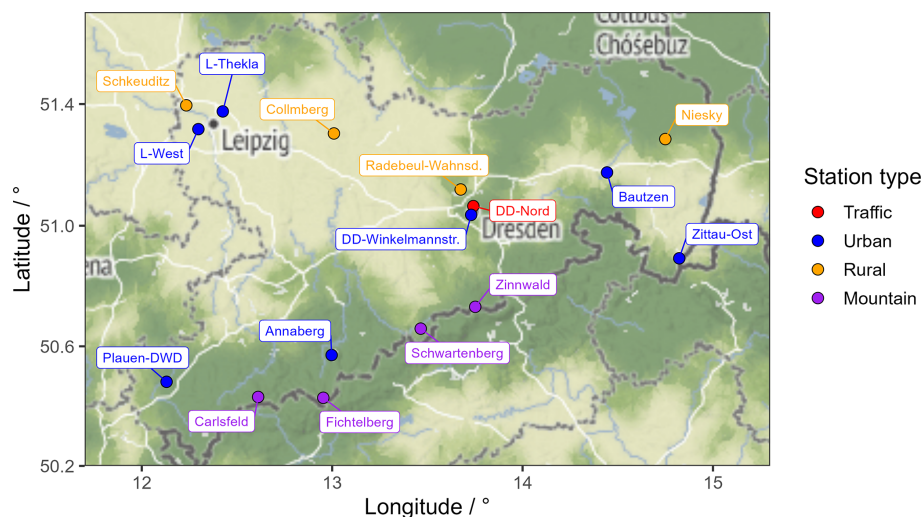 Cottbus
Chóśebuz
L-Thekla
Schkeuditz
51.4
Collmberg
Niesky
Leipzig
L-West
Radebeul-Wahnsd.
Station type
Bautzen
DD-Nord
Traffic
51.0
Dresden
Zittau-Ost
DD-Winkelmannstr.
Urban
Latitude / °
ena
Rural
Zinnwald
Mountain
Annaberg
50.6
Schwartenberg
Plauen-DWD
Carlsfeld
Fichtelberg
50.2
12
13
14
15
Longitude / °